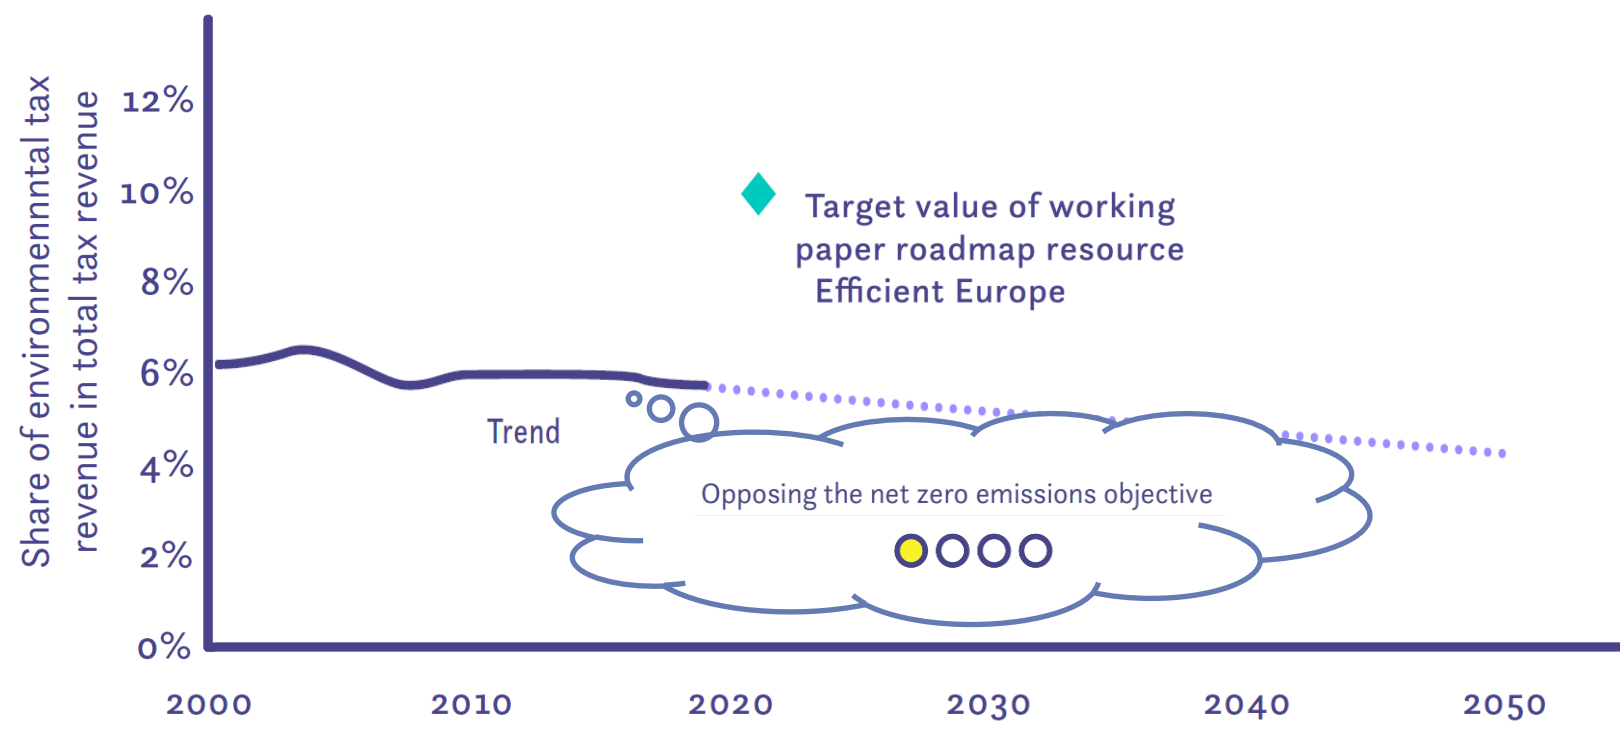 Share of environmenntal tax
revenue in total tax revenue
12%
10%
8%
6%
4%
2%
0%
Target value of working
paper roadmap resource
Efficient Europe
Trend
Opposing the net zero emissions objective
2000 2010 2020 2030 2040 2050